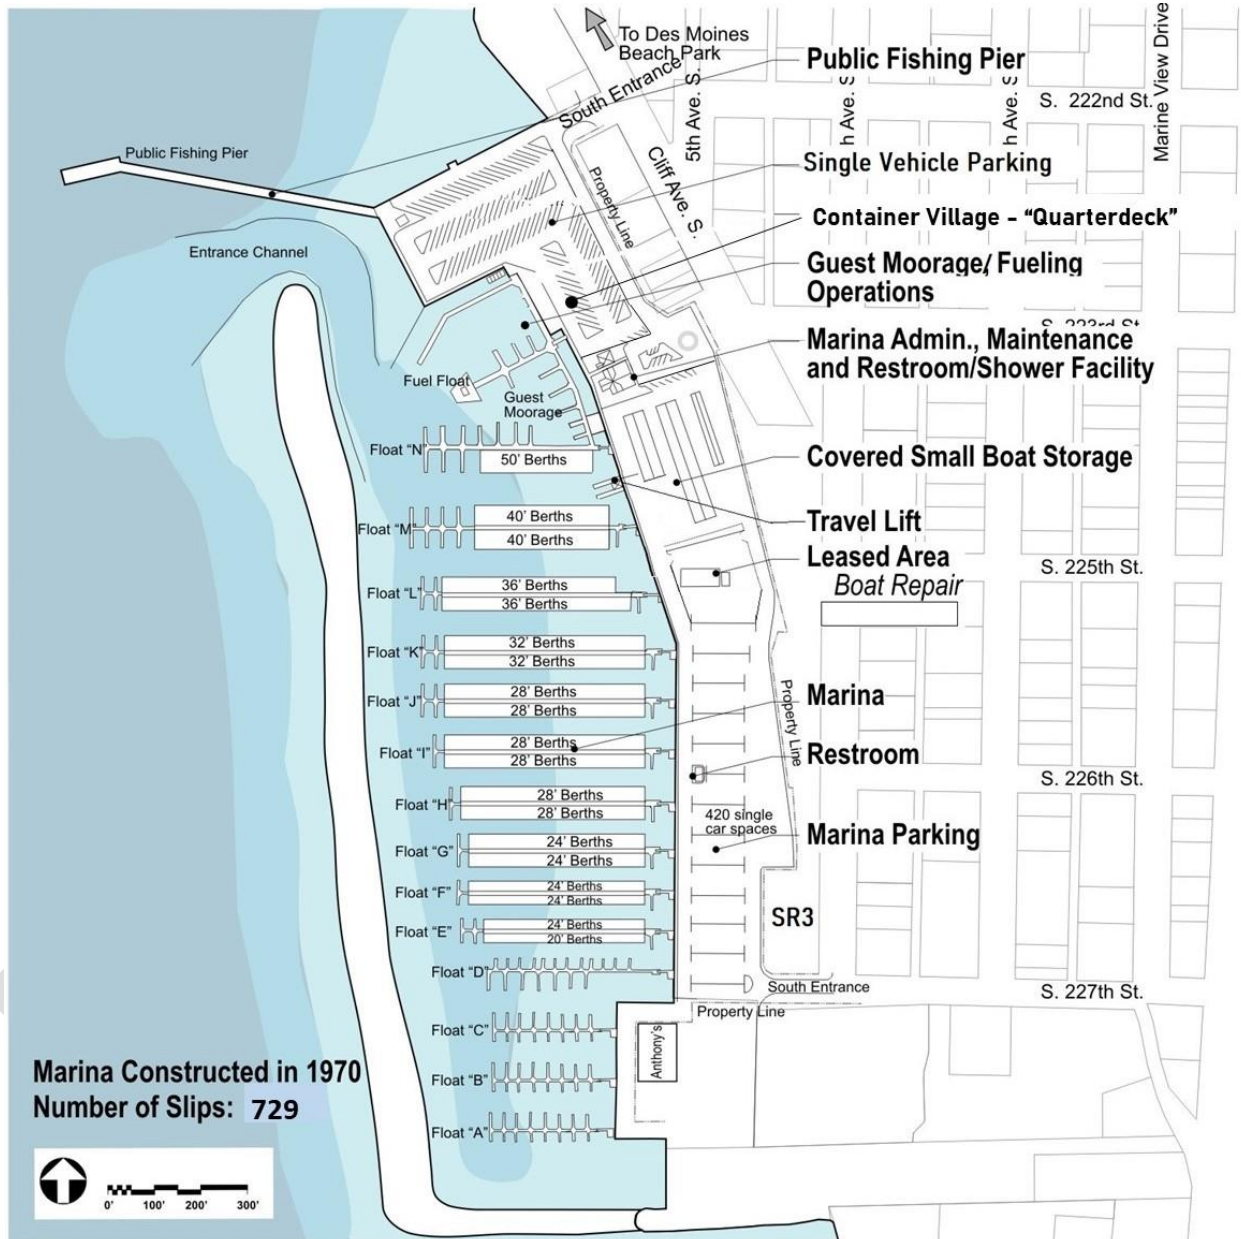 To Des Moines
Beach Park
South Entrance
5th Ave. S.
h Ave. S
h Ave. S
Marine View Drive
S. 222nd St.
Public Fishing Pier
Public Fishing Pier
Cliff Ave. S.
Property Line
Single Vehicle Parking
Container Village - “Quarterdeck”
Entrance Channel
Guest Moorage/ Fueling
Operations
S. 223rd St.
Marina Admin., Maintenance
and Restroom/Shower Facility
Fuel Float
Guest
Moorage
Float “N”
50’ Berths
Covered Small Boat Storage
Travel Lift
Float “M”
40’ Berths
40’ Berths
Leased Area
Boat Repair
S. 225th St.
Float “L”
36’ Berths
36’ Berths
Float “K”
32’ Berths
32’ Berths
Float “J”
28’ Berths
28’ Berths
Property Line
Marina
Float “I”
28’ Berths
28’ Berths
Restroom
S. 226th St.
Float “H”
28’ Berths
28’ Berths
420 single
car spaces
Marina Parking
Float “G”
24’ Berths
24’ Berths
Float “F”
24’ Berths
24’ Berths
Float “E”
24’ Berths
20’ Berths
SR3
Float “D”
South Entrance
S. 227th St.
Property Line
Float “C”
Anthony’s
Float “B”
Float “A”
Marina Constructed in 1970
Number of Slips: 729
0’ 100’ 200’ 300’